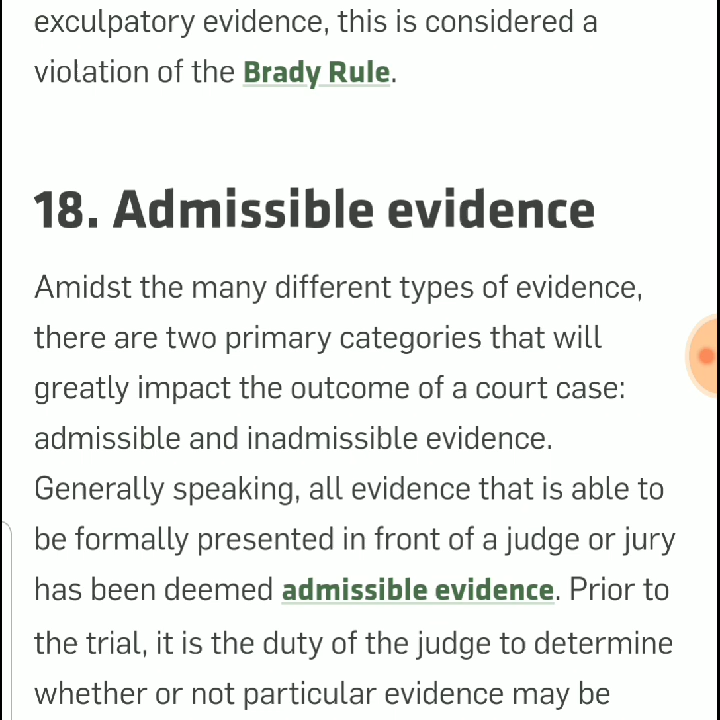 exculpatory evidence, this is considered a
violation of the Brady Rule.
18. Admissible evidence
Amidst the many different types of evidence,
there are two primary categories that will
greatly impact the outcome of a court case:
admissible and inadmissible evidence.
Generally speaking, all evidence that is able to
be formally presented in front of a judge or jury
has been deemed admissible evidence. Prior to
the trial, it is the duty of the judge to determine
whether or not particular evidence may be